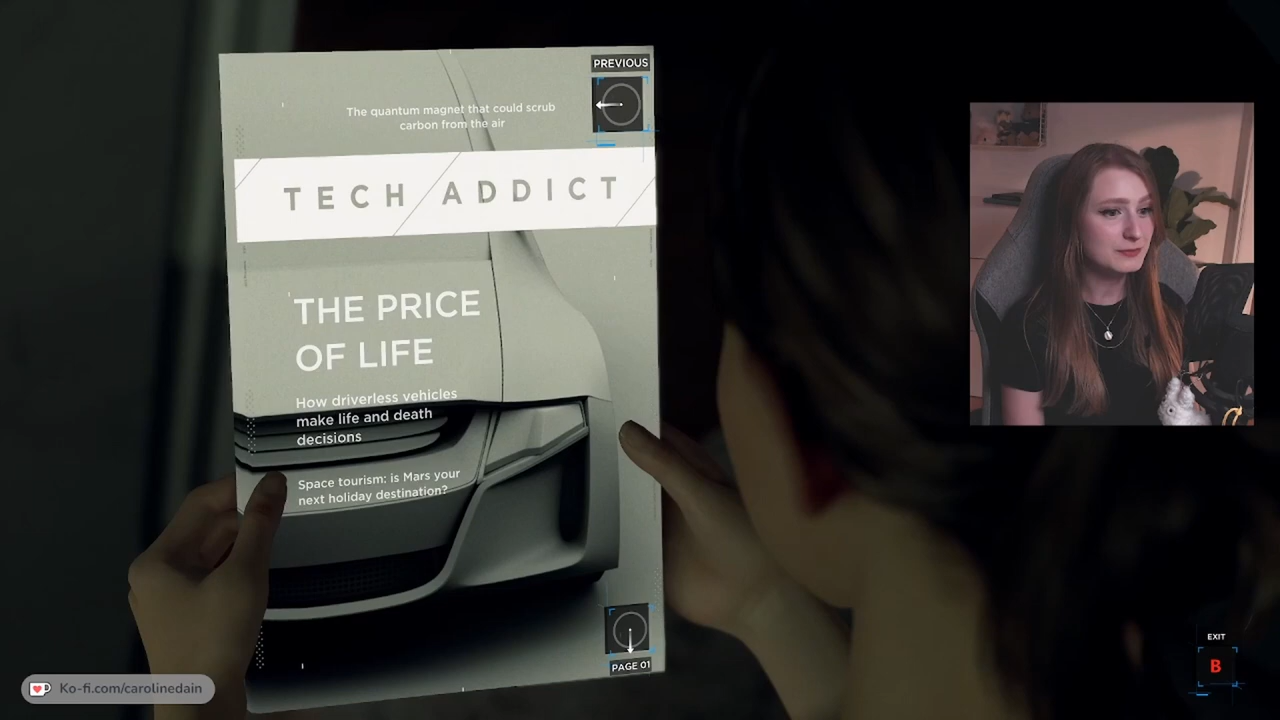 PREVIOUS
The quantum magnet that could scrub
carbon from the air
TECH ADDICT
THE PRICE
OF LIFE
How driverless vehicles
make life and death
decisions
Space tourism: is Mars your
next holiday destination?
PAGE 01
EXIT
B
Ko-fi.com/carolinedain